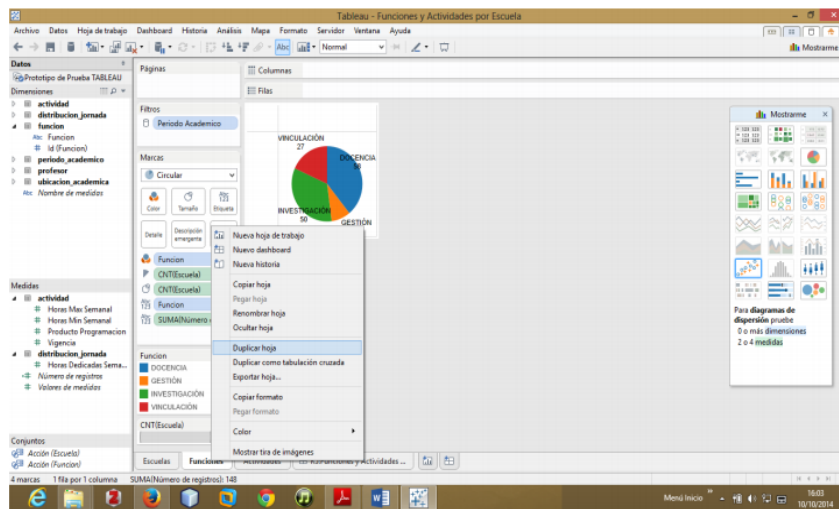 Tableau - Funciones y Actividades por Escuela
Archivo Datos Hoja de trabajo Dashboard Historia Análisis Mapa Formato Servidor Ventana Ayuda
Abc Normal Mostrarme
Datos
Prototipo de Prueba TABLEAU
Dimensiones
actividad
distribucion_jornada
funcion
Abc Funcion
# Id (Funcion)
periodo_academico
profesor
ubicacion_academica
Abc Nombre de medidas
Medidas
actividad
# Horas Max Semanal
# Horas Min Semanal
# Producto Programacion
# Vigencia
distribucion_jornada
# Horas Dedicadas Sema...
# Número de registros
# Valores de medidas
Conjuntos
Acción (Escuela)
Acción (Funcion)
Páginas
Filtros
Periodo Academico
Marcas
Circular
Color Tamaño Etiqueta
Detalle Descripción emergente
Funcion
CNT(Escuela)
CNT(Escuela)
Funcion
SUMA(Número
Funcion
DOCENCIA
GESTIÓN
INVESTIGACIÓN
VINCULACIÓN
CNT(Escuela)
Columnas
Filas
VINCULACIÓN
27
DOCENCIA
INVESTIGACIÓN
50
GESTIÓN
Nueva hoja de trabajo
Nuevo dashboard
Nueva historia
Copiar hoja
Pegar hoja
Renombrar hoja
Ocultar hoja
Duplicar hoja
Duplicar como tabulación cruzada
Exportar hoja...
Copiar formato
Pegar formato
Color
Mostrar tira de imágenes
Mostrarme
Para diagramas de
dispersión pruebe
0 o más dimensiones
2 o 4 medidas
Escuelas Funciones Actividades Actividades ...
4 marcas 1 fila por 1 columna SUMA(Número de registros): 148
Menú Inicio
16:03
10/10/2014